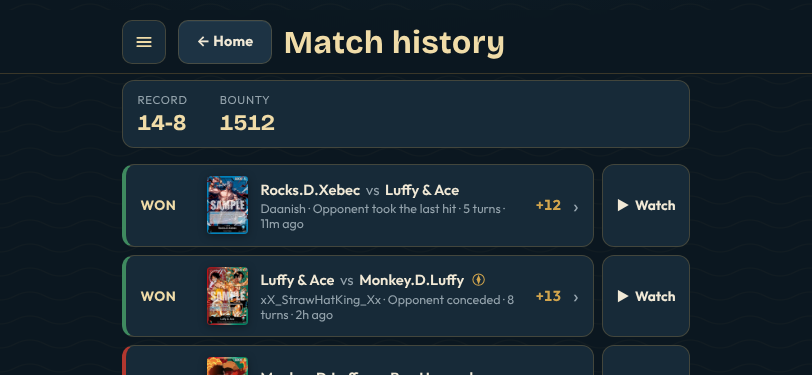 ← Home
Match history
RECORD
14-8
BOUNTY
1512
WON
SAMPLE
Rocks.D.Xebec vs Luffy & Ace
Daanish · Opponent took the last hit · 5 turns ·
11m ago
+12 ›
▶ Watch
WON
SAMPLE
Luffy & Ace vs Monkey.D.Luffy
xX_StrawHatKing_Xx · Opponent conceded · 8
turns · 2h ago
+13 ›
▶ Watch